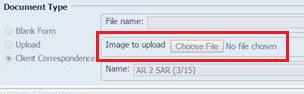 Document Type
File name:
Blank Form
Upload
Image to upload Choose File No file chosen
Client Correspondence
Name: AR 2 SAR (3/15)